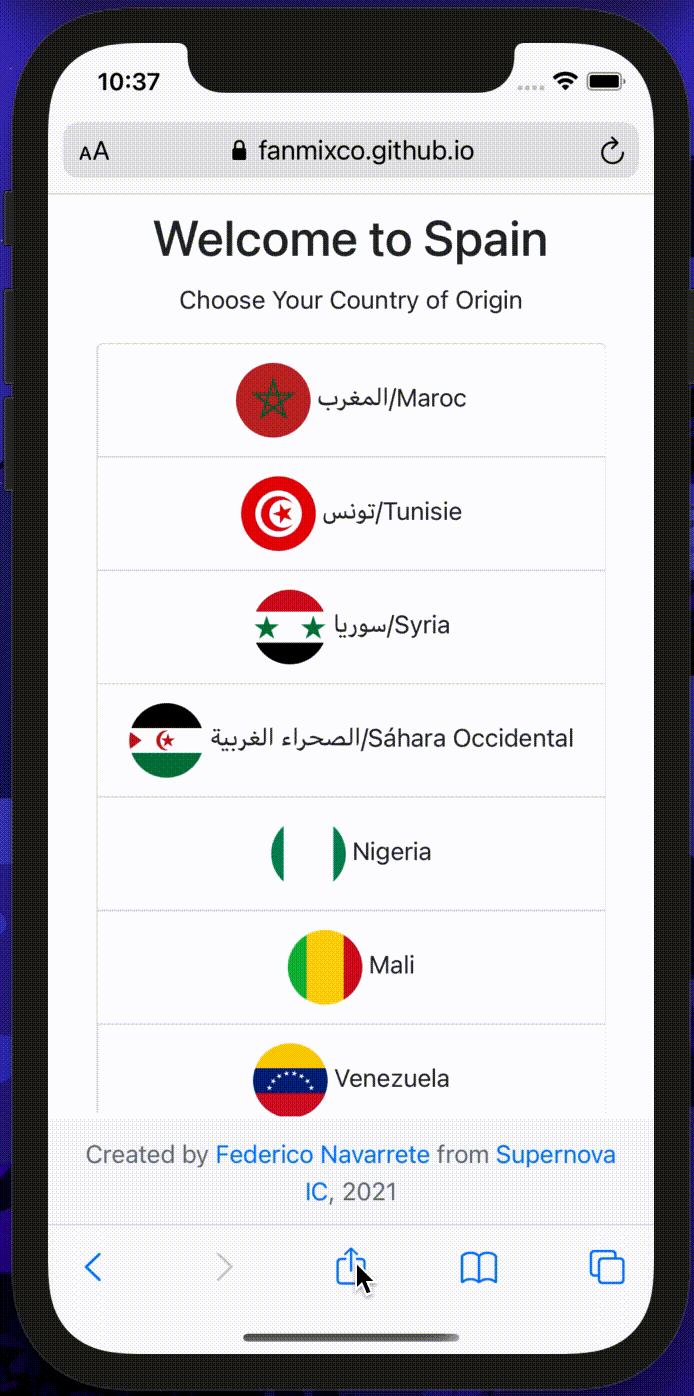 10:37
AA fanmixco.github.io
Welcome to Spain
Choose Your Country of Origin
المغرب/Maroc
تونس/Tunisie
سوريا/Syria
الصحراء الغربية/Sáhara Occidental
Nigeria
Mali
Venezuela
Created by Federico Navarrete from Supernova
IC, 2021